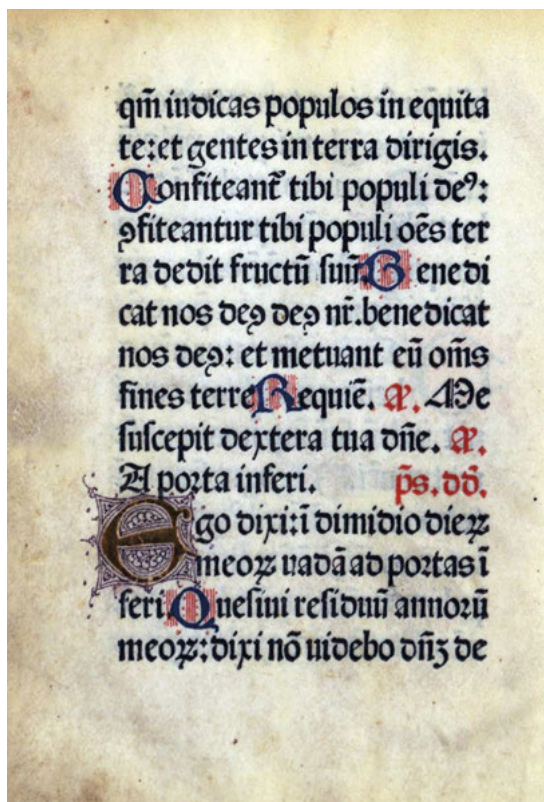 qm̄ iudicas populos in equita
te: et gentes in terra dirigis.
Confiteant᷑ tibi populi deꝰ:
ꝯfiteantur tibi populi oēs ter
ra dedit fructū suū. Benedi
cat nos deꝯ deꝯ nr̄. benedicat
nos deꝯ: et metuant eū om̄s
fines terre Requiē. Ꜹ. Me
suscepit dextera tua dn̄e. Ꜹ.
A porta inferi. p̄s. dd̄.
Ego dixi: ī dimidio dieꝝ
meoꝝ uadā ad portas ī
feri. Quesiui residuū annorū
meoꝝ: dixi nō uidebo dn̄ꝫ de